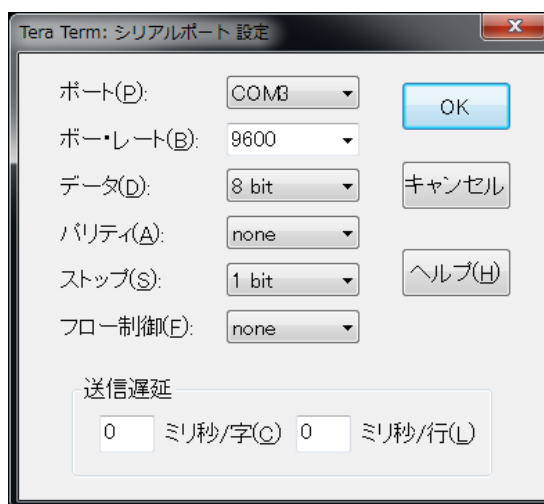 Tera Term: シリアルポート 設定
ポート(P): COM3
OK
ボー・レート(B): 9600
データ(D): 8 bit
キャンセル
パリティ(A): none
ストップ(S): 1 bit
ヘルプ(H)
フロー制御(F): none
送信遅延
0 ミリ秒/字(C) 0 ミリ秒/行(L)